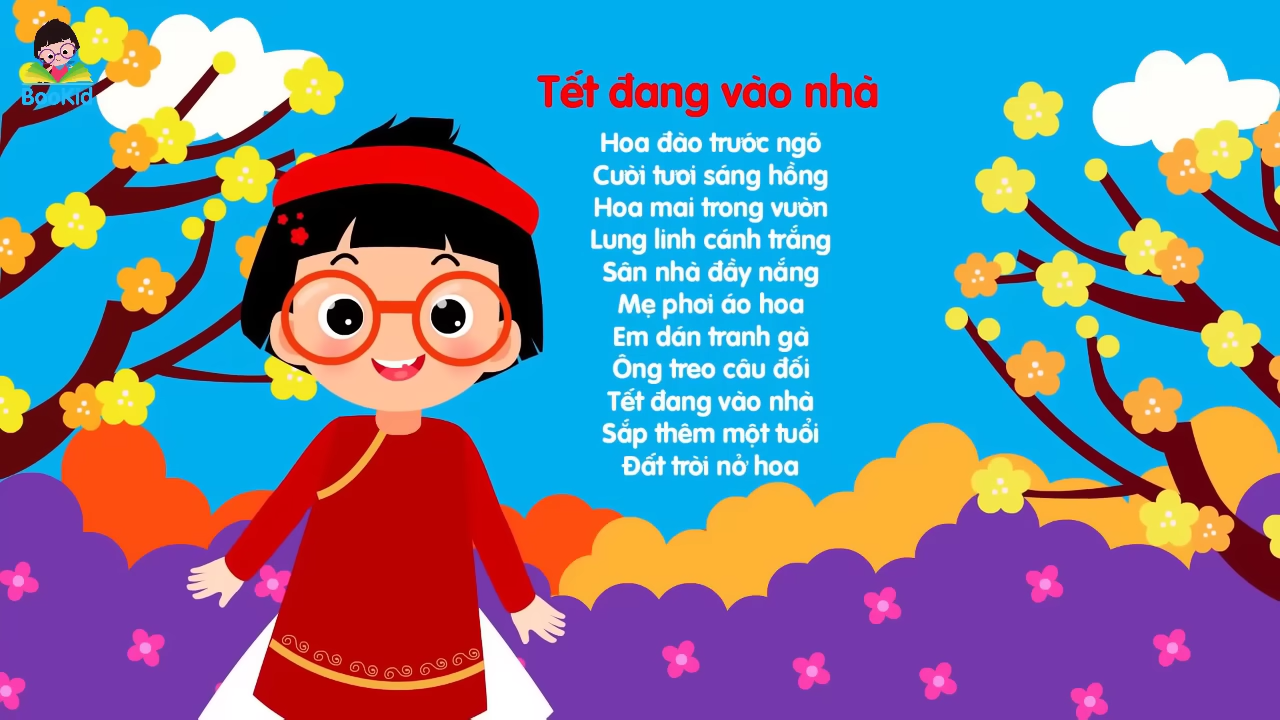 BooKid
Tết đang vào nhà
Hoa đào trước ngõ
Cười tươi sáng hồng
Hoa mai trong vườn
Lung linh cánh trắng
Sân nhà đầy nắng
Mẹ phơi áo hoa
Em dán tranh gà
Ông treo câu đối
Tết đang vào nhà
Sắp thêm một tuổi
Đất trời nở hoa